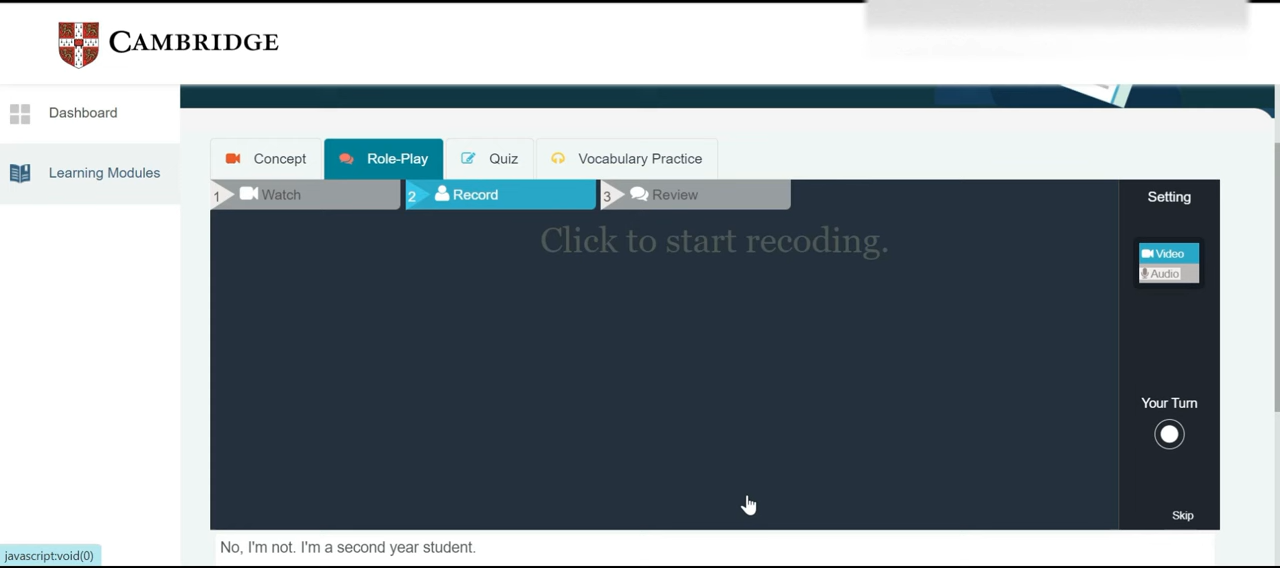 CAMBRIDGE
Dashboard
Learning Modules
Concept
Role-Play
Quiz
Vocabulary Practice
1 Watch
2 Record
3 Review
Setting
Click to start recoding.
Video
Audio
Your Turn
Skip
No, I'm not. I'm a second year student.
javascript:void(0)